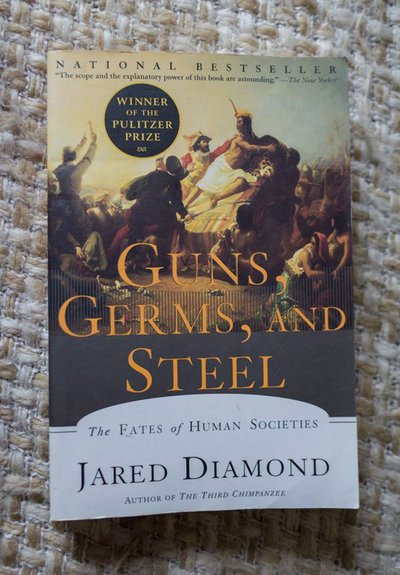 NATIONAL BESTSELLER
"The scope and the explanatory power of this book are astounding." —The New Yorker
WINNER
OF THE
PULITZER
PRIZE
GUNS,
GERMS, AND
STEEL
The FATES of HUMAN SOCIETIES
JARED DIAMOND
AUTHOR OF THE THIRD CHIMPANZEE